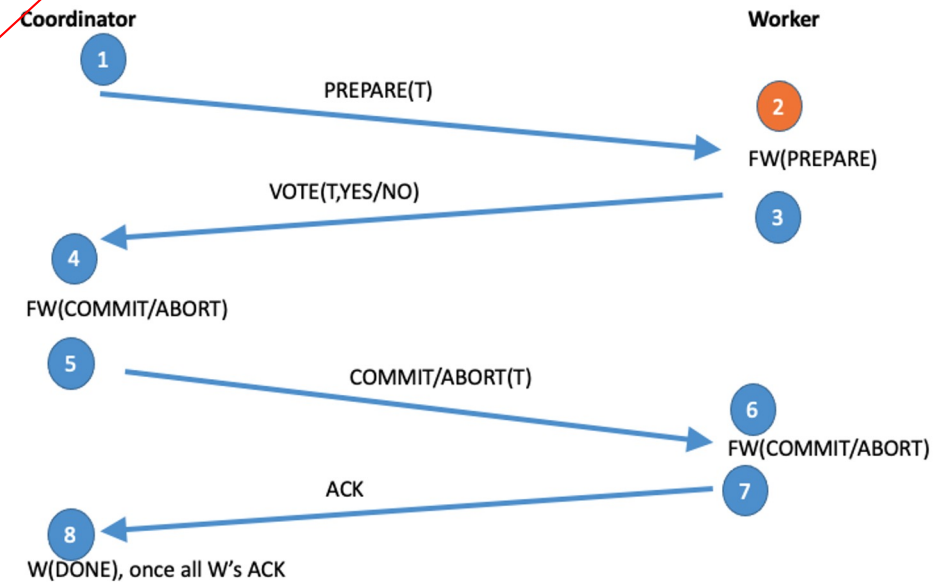 Coordinator
Worker
1
PREPARE(T)
2
FW(PREPARE)
VOTE(T,YES/NO)
3
4
FW(COMMIT/ABORT)
5
COMMIT/ABORT(T)
6
FW(COMMIT/ABORT)
ACK
7
8
W(DONE), once all W's ACK